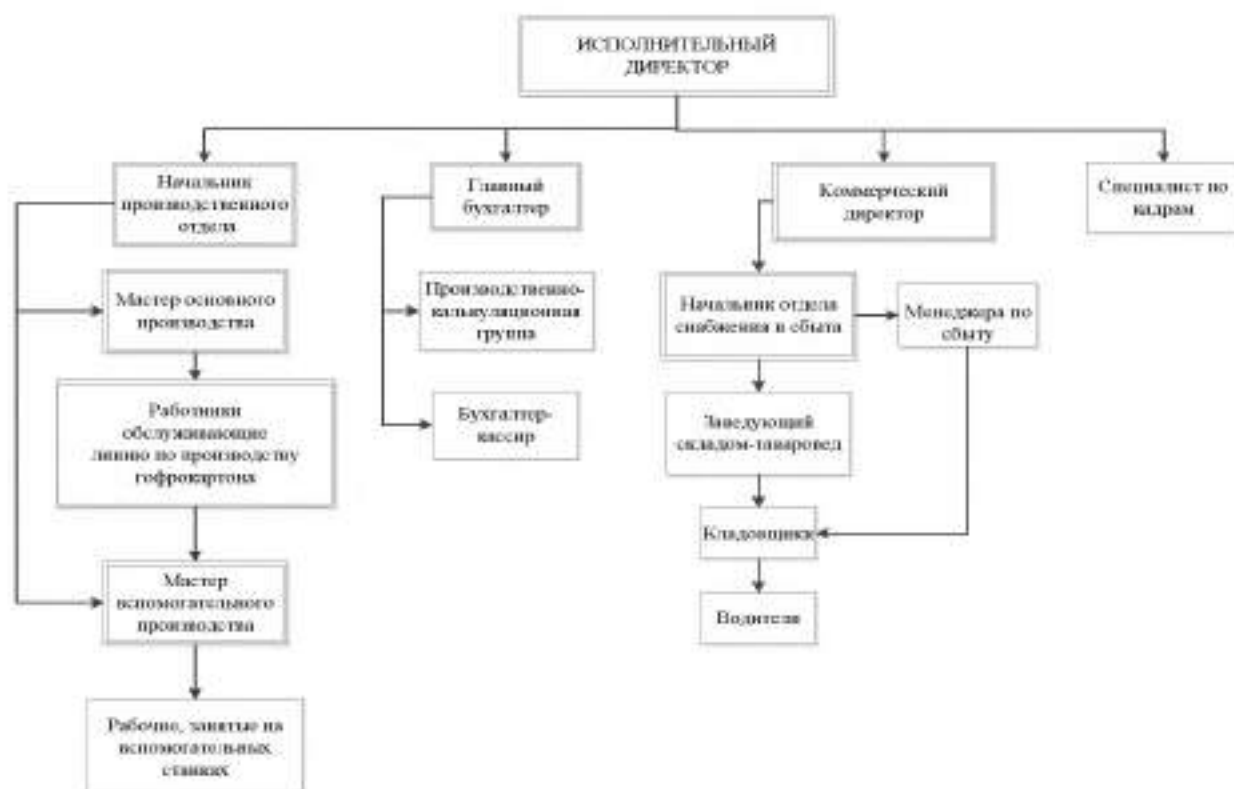 ИСПОЛНИТЕЛЬНЫЙ
ДИРЕКТОР
Начальник
производственного
отдела
Главный
бухгалтер
Коммерческий
директор
Специалист по
кадрам
Мастер основного
производства
Производственно-
калькуляционная
группа
Начальник отдела
снабжения и сбыта
Менеджера по
сбыту
Работники
обслуживающие
линию по производству
гофрокартона
Бухгалтер-
кассир
Заведующий
складом-таваровед
Кладовщики
Мастер
вспомогательного
производства
Водители
Рабочие, занятые на
вспомогательных
станках